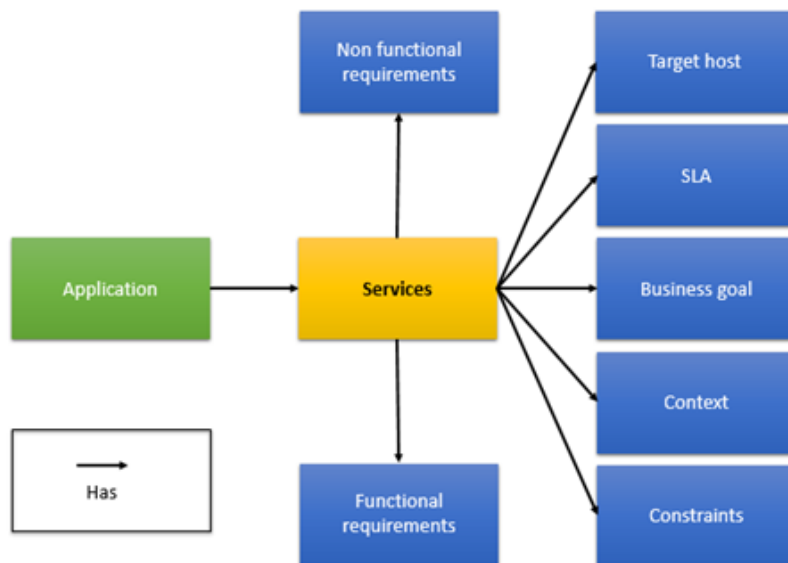 Non functional
requirements
Target host
SLA
Application
Services
Business goal
Context
Has
Functional
requirements
Constraints